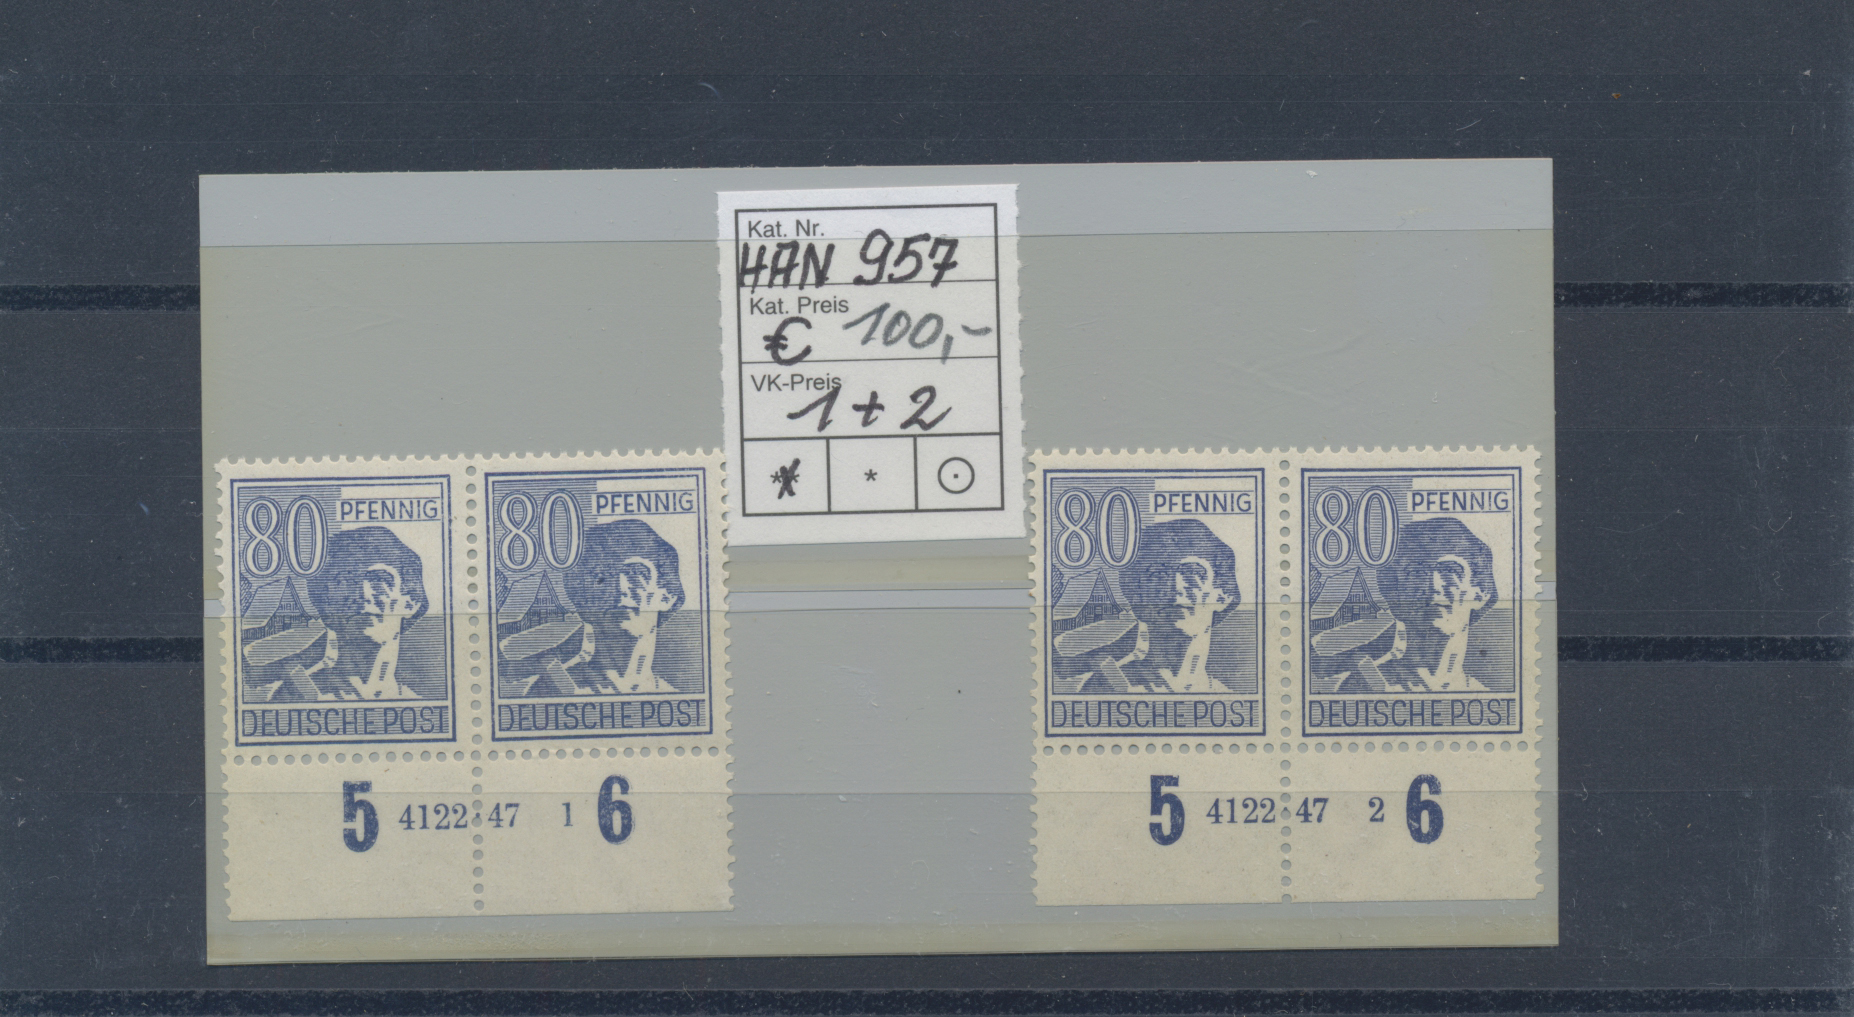 Kat. Nr.
HAN 957
Kat. Preis
€ 100,-
VK-Preis
1 + 2
** * 
80 PFENNIG
DEUTSCHE POST
80 PFENNIG
DEUTSCHE POST
5 4122 47 1 6
80 PFENNIG
DEUTSCHE POST
80 PFENNIG
DEUTSCHE POST
5 4122 47 2 6